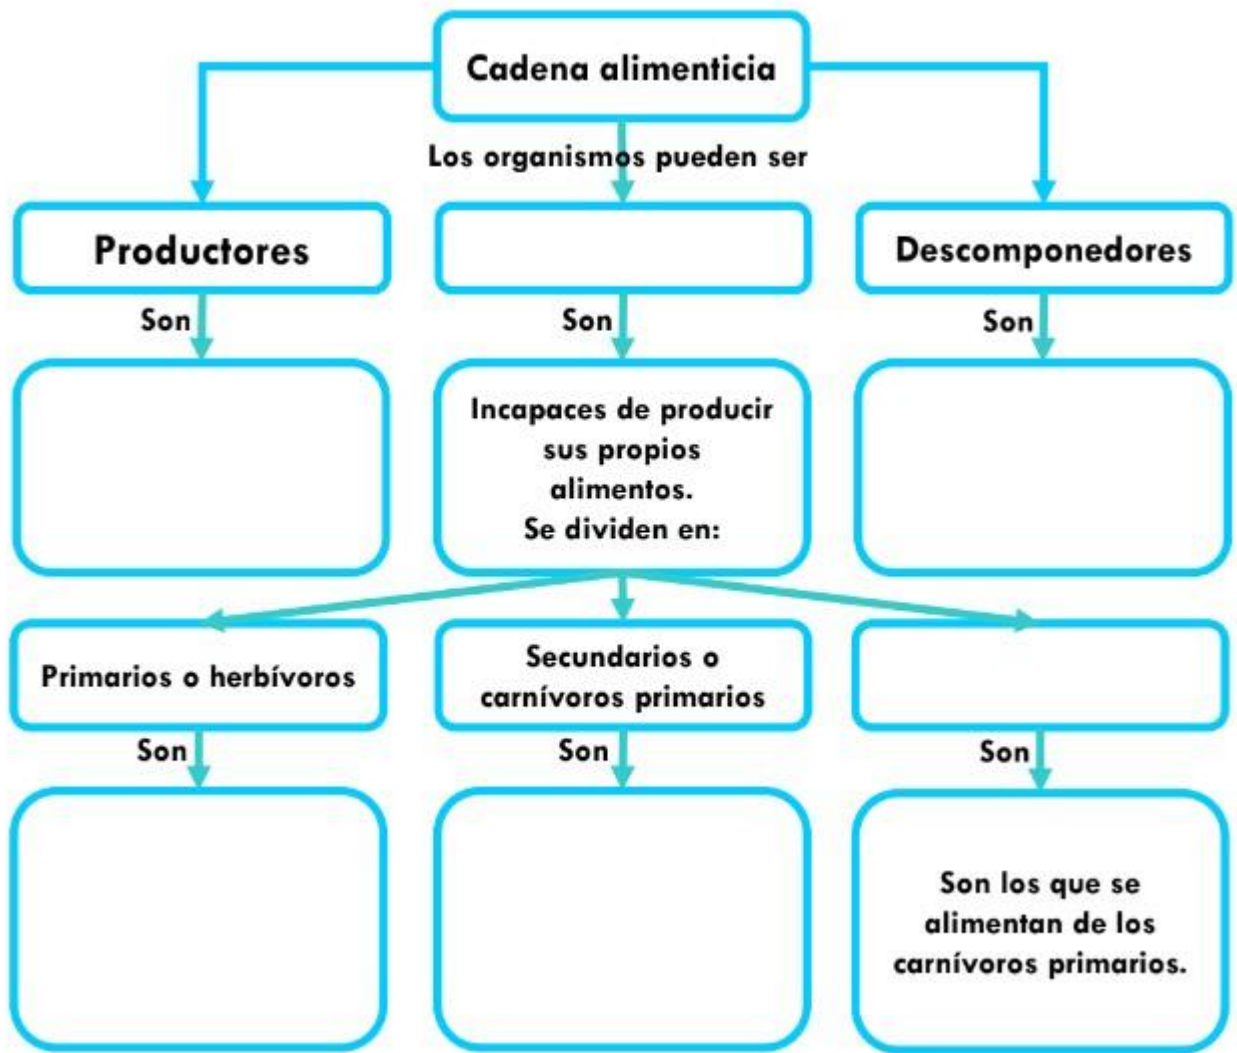 Cadena alimenticia
Los organismos pueden ser
Productores
Descomponedores
Son
Son
Son
Incapaces de producir
sus propios
alimentos.
Se dividen en:
Primarios o herbívoros
Secundarios o
carnívoros primarios
Son
Son
Son
Son los que se
alimentan de los
carnívoros primarios.